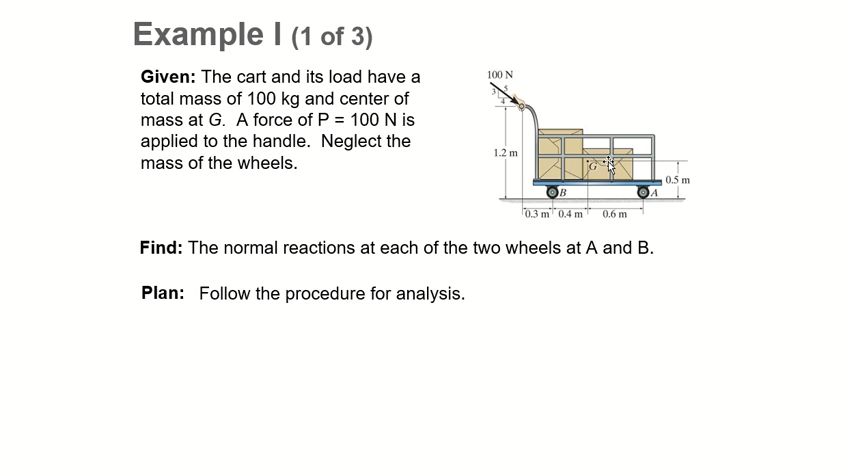 Example I (1 of 3)
Given: The cart and its load have a
total mass of 100 kg and center of
mass at G. A force of P = 100 N is
applied to the handle. Neglect the
mass of the wheels.
100 N
3 5
4
1.2 m
G
0.5 m
B
A
0.3 m 0.4 m 0.6 m
Find: The normal reactions at each of the two wheels at A and B.
Plan: Follow the procedure for analysis.